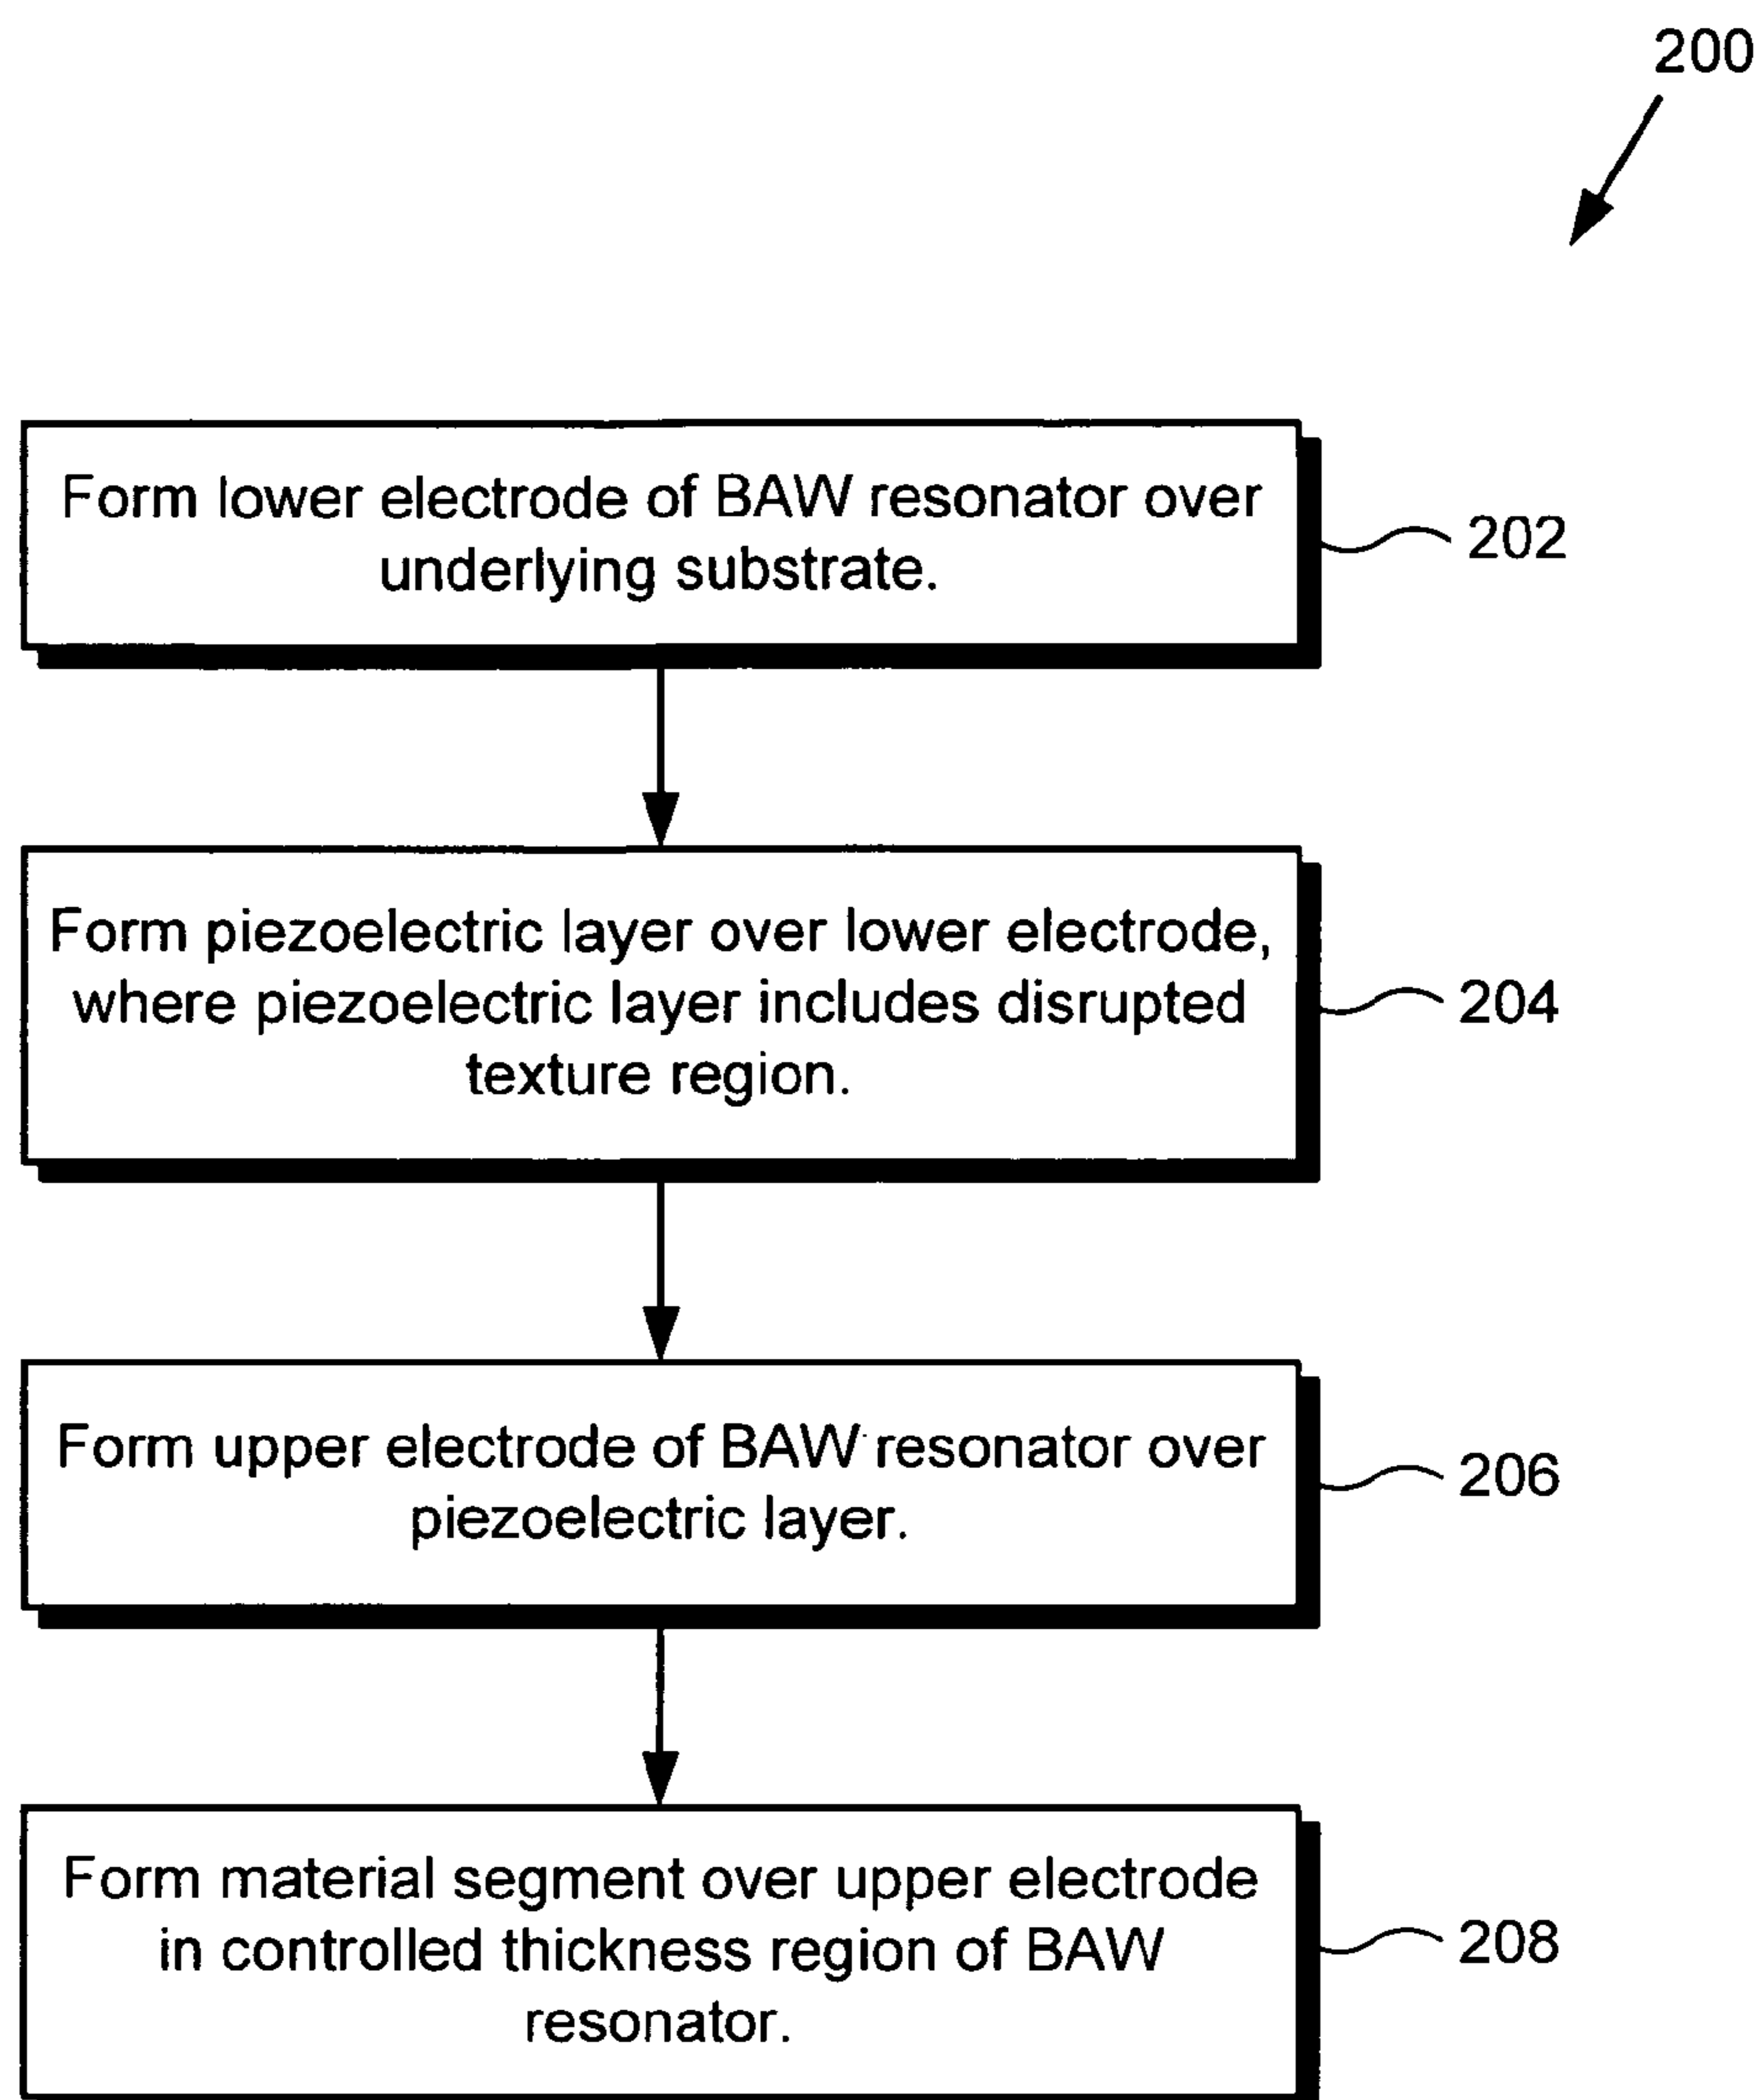 200
Form lower electrode of BAW resonator over
underlying substrate.
202
Form piezoelectric layer over lower electrode,
where piezoelectric layer includes disrupted
texture region.
204
Form upper electrode of BAW resonator over
piezoelectric layer.
206
Form material segment over upper electrode
in controlled thickness region of BAW
resonator.
208